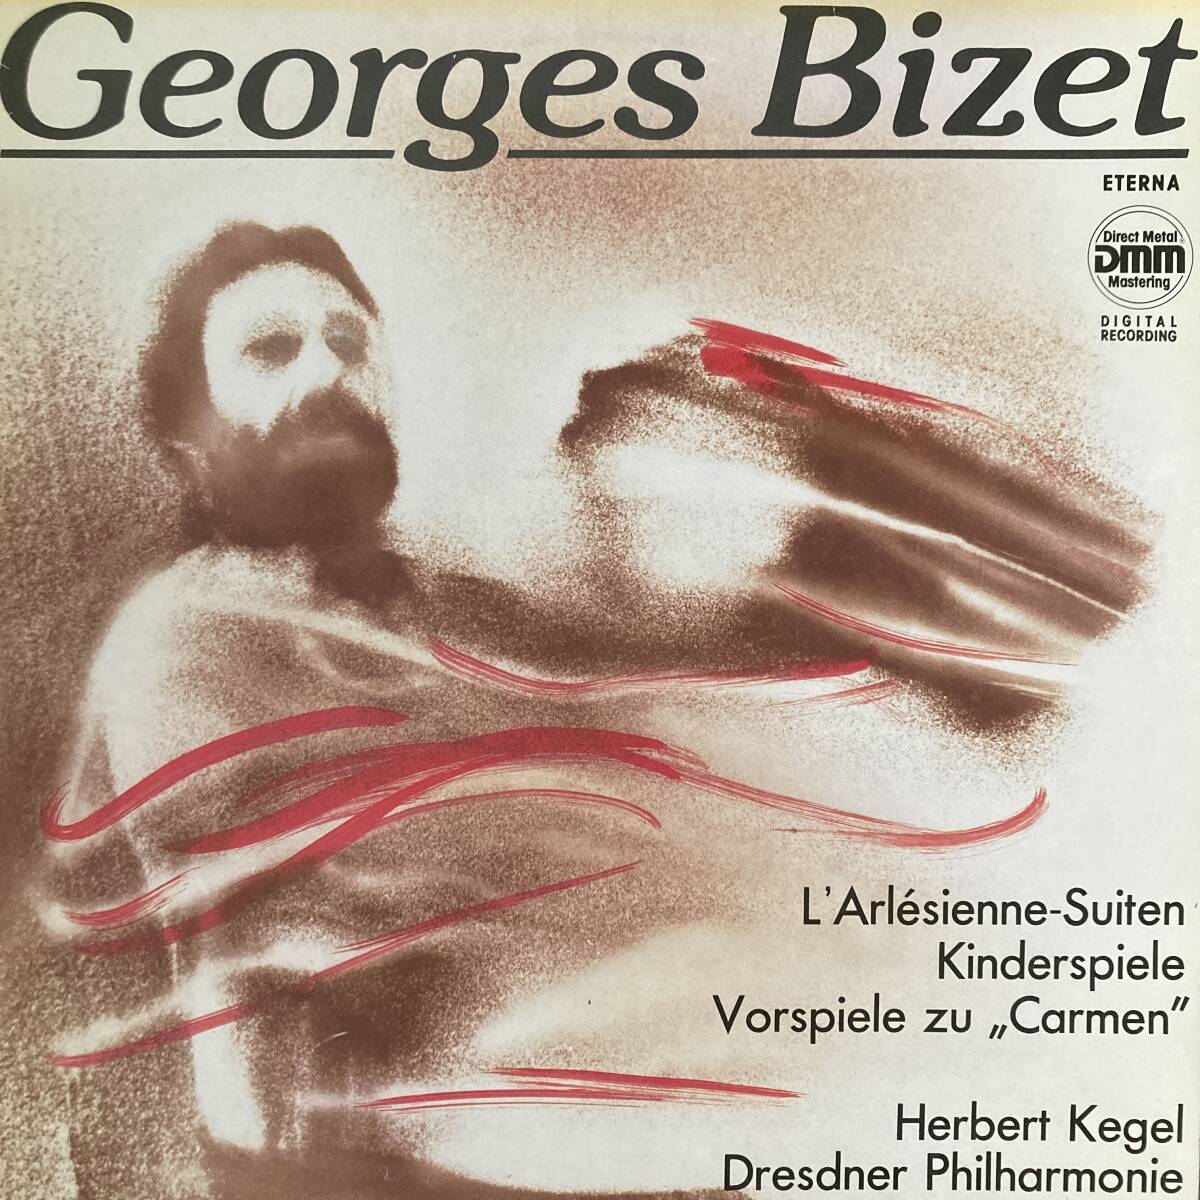 Georges Bizet
ETERNA
Direct Metal
DMM
Mastering
DIGITAL
RECORDING
L'Arlésienne-Suiten
Kinderspiele
Vorspiele zu „Carmen”
Herbert Kegel
Dresdner Philharmonie